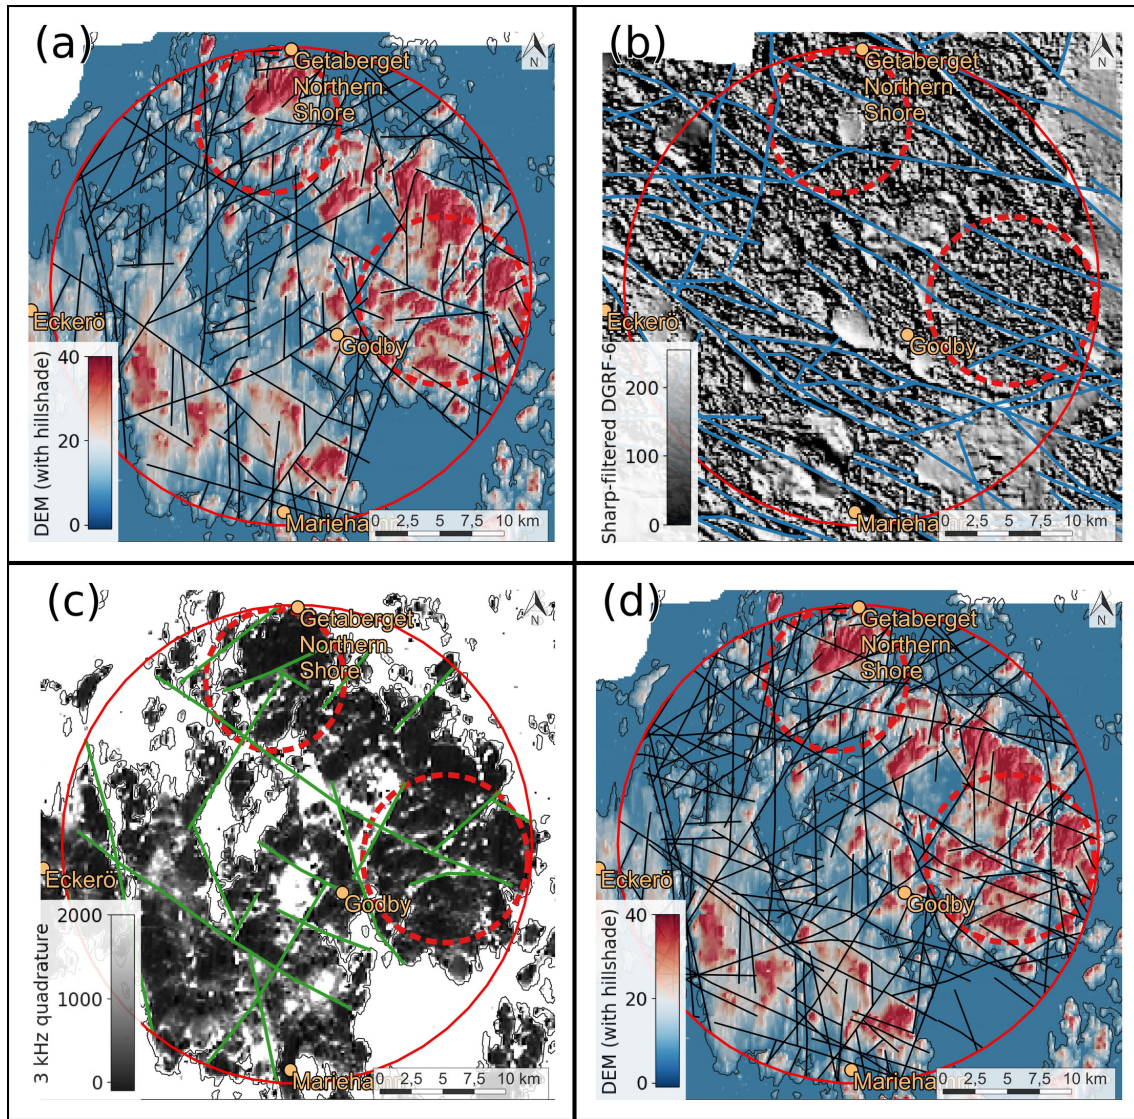 (a)
N
Getaberget
Northern
Shore
Eckerö
Godby
DEM (with hillshade)
40
20
0
Marieha
0 2,5 5 7,5 10 km
(b)
N
Getaberget
Northern
Shore
Eckerö
Godby
Sharp-filtered DGRF-6
200
100
0
Marieha
0 2,5 5 7,5 10 km
(c)
N
Getaberget
Northern
Shore
Eckerö
Godby
3 kHz quadrature
2000
1000
0
Marieha
0 2,5 5 7,5 10 km
(d)
N
Getaberget
Northern
Shore
Eckerö
Godby
DEM (with hillshade)
40
20
0
Marieha
0 2,5 5 7,5 10 km